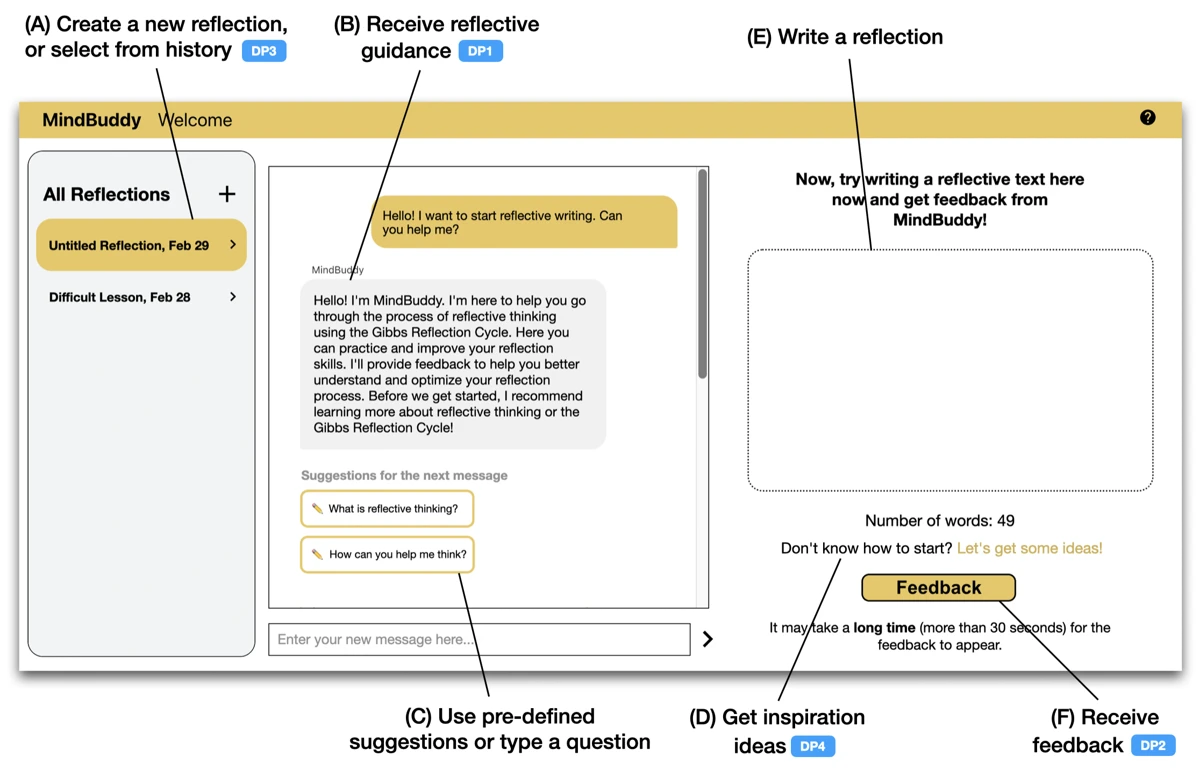 (A) Create a new reflection,
or select from history DP3
(B) Receive reflective
guidance DP1
(E) Write a reflection
MindBuddy Welcome
?
All Reflections +
Untitled Reflection, Feb 29 >
Difficult Lesson, Feb 28 >
Hello! I want to start reflective writing. Can
you help me?
MindBuddy
Hello! I'm MindBuddy. I'm here to help you go
through the process of reflective thinking
using the Gibbs Reflection Cycle. Here you
can practice and improve your reflection
skills. I'll provide feedback to help you better
understand and optimize your reflection
process. Before we get started, I recommend
learning more about reflective thinking or the
Gibbs Reflection Cycle!
Suggestions for the next message
✏️ What is reflective thinking?
✏️ How can you help me think?
Enter your new message here... >
Now, try writing a reflective text here
now and get feedback from
MindBuddy!
Number of words: 49
Don't know how to start? Let's get some ideas!
Feedback
It may take a long time (more than 30 seconds) for the
feedback to appear.
(C) Use pre-defined
suggestions or type a question
(D) Get inspiration
ideas DP4
(F) Receive
feedback DP2